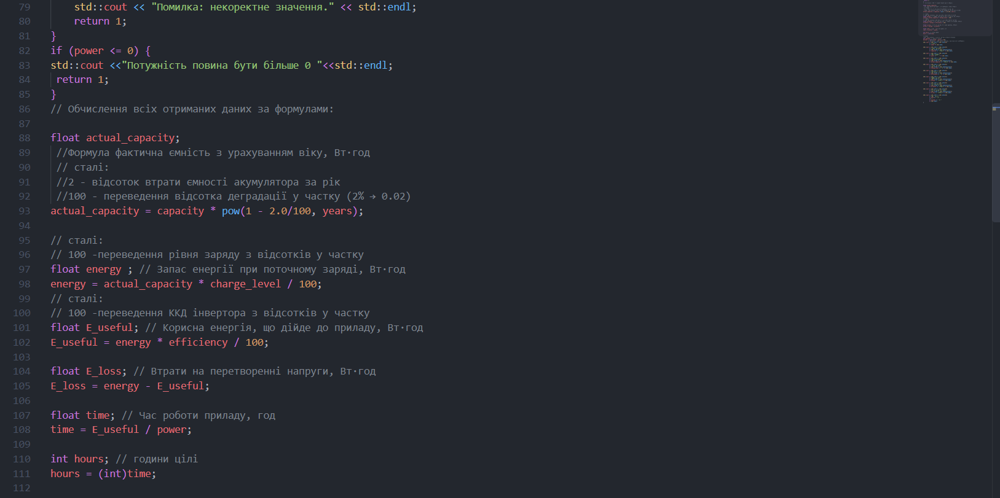 79 std::cout << "Помилка: некоректне значення." << std::endl;
80 return 1;
81 }
82 if (power <= 0) {
83 std::cout <<"Потужність повина бути більше 0 "<<std::endl;
84 return 1;
85 }
86 // Обчислення всіх отриманих даних за формулами:
87
88 float actual_capacity;
89 //Формула фактична ємність з урахуванням віку, Вт·год
90 // сталі:
91 //2 - відсоток втрати ємності акумулятора за рік
92 //100 - переведення відсотка деградації у частку (2% → 0.02)
93 actual_capacity = capacity * pow(1 - 2.0/100, years);
94
95 // сталі:
96 // 100 -переведення рівня заряду з відсотків у частку
97 float energy ; // Запас енергії при поточному заряді, Вт·год
98 energy = actual_capacity * charge_level / 100;
99 // сталі:
100 // 100 -переведення ККД інвертора з відсотків у частку
101 float E_useful; // Корисна енергія, що дійде до приладу, Вт·год
102 E_useful = energy * efficiency / 100;
103
104 float E_loss; // Втрати на перетворенні напруги, Вт·год
105 E_loss = energy - E_useful;
106
107 float time; // Час роботи приладу, год
108 time = E_useful / power;
109
110 int hours; // години цілі
111 hours = (int)time;
112